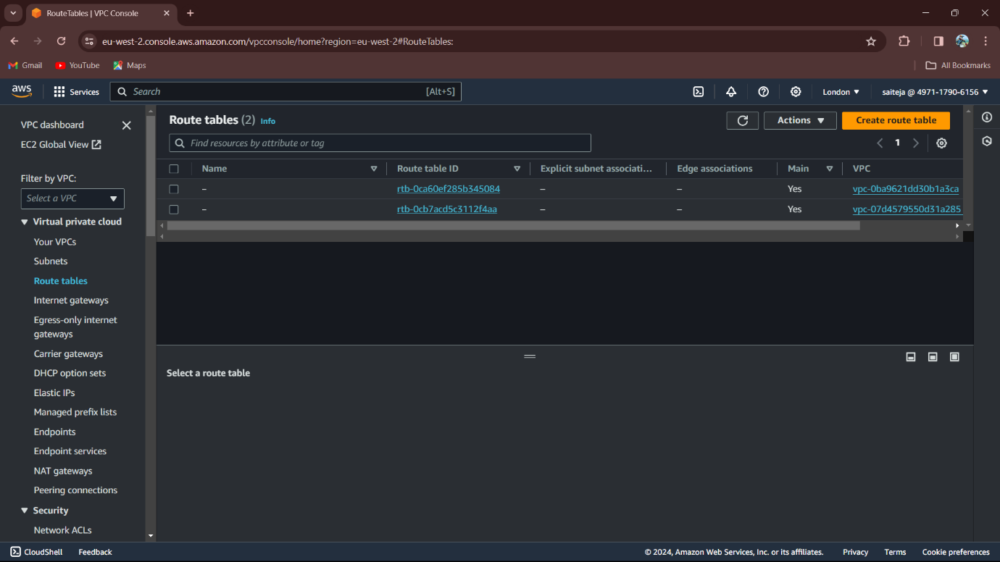 RouteTables | VPC Console
eu-west-2.console.aws.amazon.com/vpcconsole/home?region=eu-west-2#RouteTables:
Gmail
YouTube
Maps
All Bookmarks
aws
Services
Search
[Alt+S]
London
saiteja @ 4971-1790-6156
VPC dashboard
EC2 Global View
Filter by VPC:
Select a VPC
Virtual private cloud
Your VPCs
Subnets
Route tables
Internet gateways
Egress-only internet
gateways
Carrier gateways
DHCP option sets
Elastic IPs
Managed prefix lists
Endpoints
Endpoint services
NAT gateways
Peering connections
Security
Network ACLs
Route tables (2) Info
Actions
Create route table
Find resources by attribute or tag
1
Name Route table ID Explicit subnet associati... Edge associations Main VPC
– rtb-0ca60ef285b345084 – – Yes vpc-0ba9621dd30b1a3ca
– rtb-0cb7acd5c3112f4aa – – Yes vpc-07d4579550d31a285
Select a route table
CloudShell
Feedback
© 2024, Amazon Web Services, Inc. or its affiliates.
Privacy
Terms
Cookie preferences